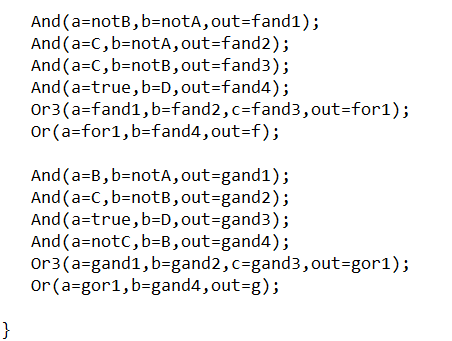 And(a=notB,b=notA,out=fand1);
And(a=C,b=notA,out=fand2);
And(a=C,b=notB,out=fand3);
And(a=true,b=D,out=fand4);
Or3(a=fand1,b=fand2,c=fand3,out=for1);
Or(a=for1,b=fand4,out=f);
And(a=B,b=notA,out=gand1);
And(a=C,b=notB,out=gand2);
And(a=true,b=D,out=gand3);
And(a=notC,b=B,out=gand4);
Or3(a=gand1,b=gand2,c=gand3,out=gor1);
Or(a=gor1,b=gand4,out=g);
}